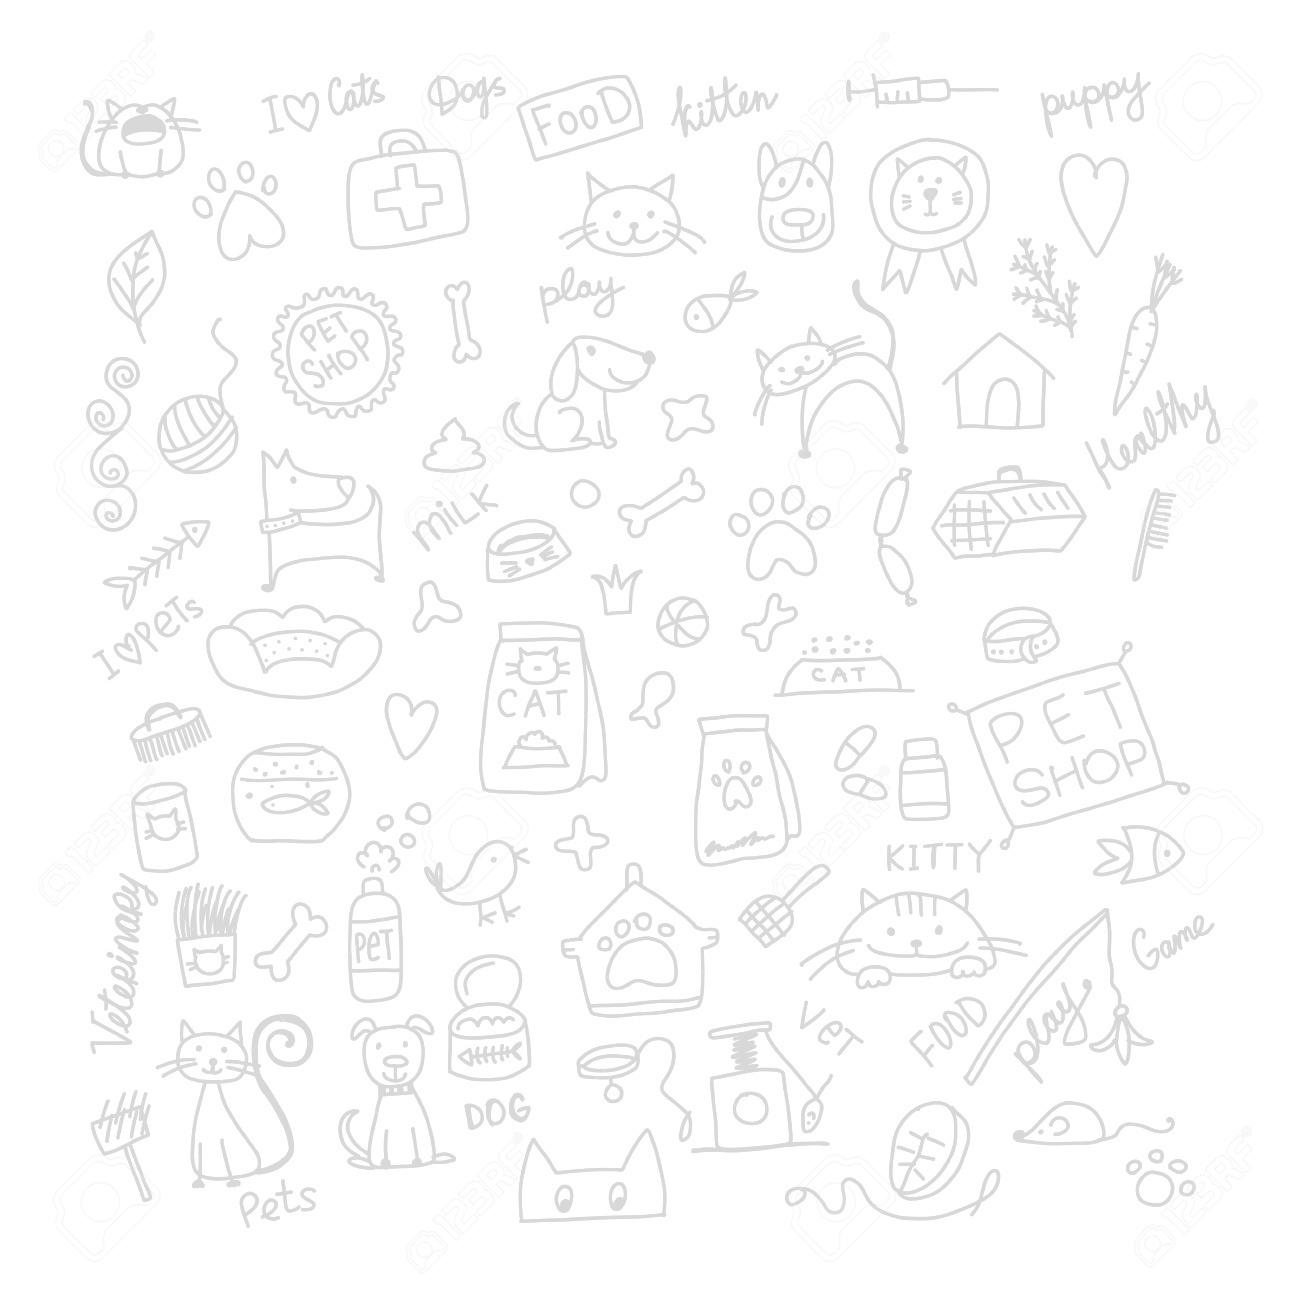 I ♡ Cats
Dogs
FOOD
kitten
puppy
play
PET
SHOP
Healthy
MILK
I ♡ PETS
CAT
CAT
PET
SHOP
KITTY
Veterinary
PET
Game
VET
FOOD
play
DOG
Pets
123RF